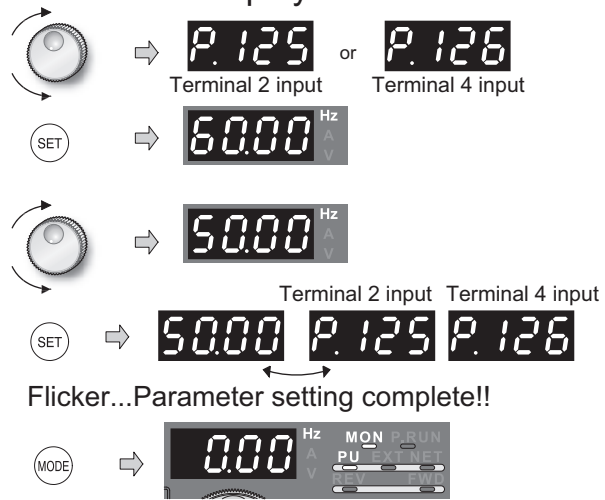 P.125 or P.126
Terminal 2 input Terminal 4 input
SET 60.00 Hz
A
V
50.00 Hz
A
V
Terminal 2 input Terminal 4 input
SET 50.00 P.125 P.126
Flicker...Parameter setting complete!!
MODE 0.00 Hz MON P.RUN
A PU EXT NET
V REV FWD